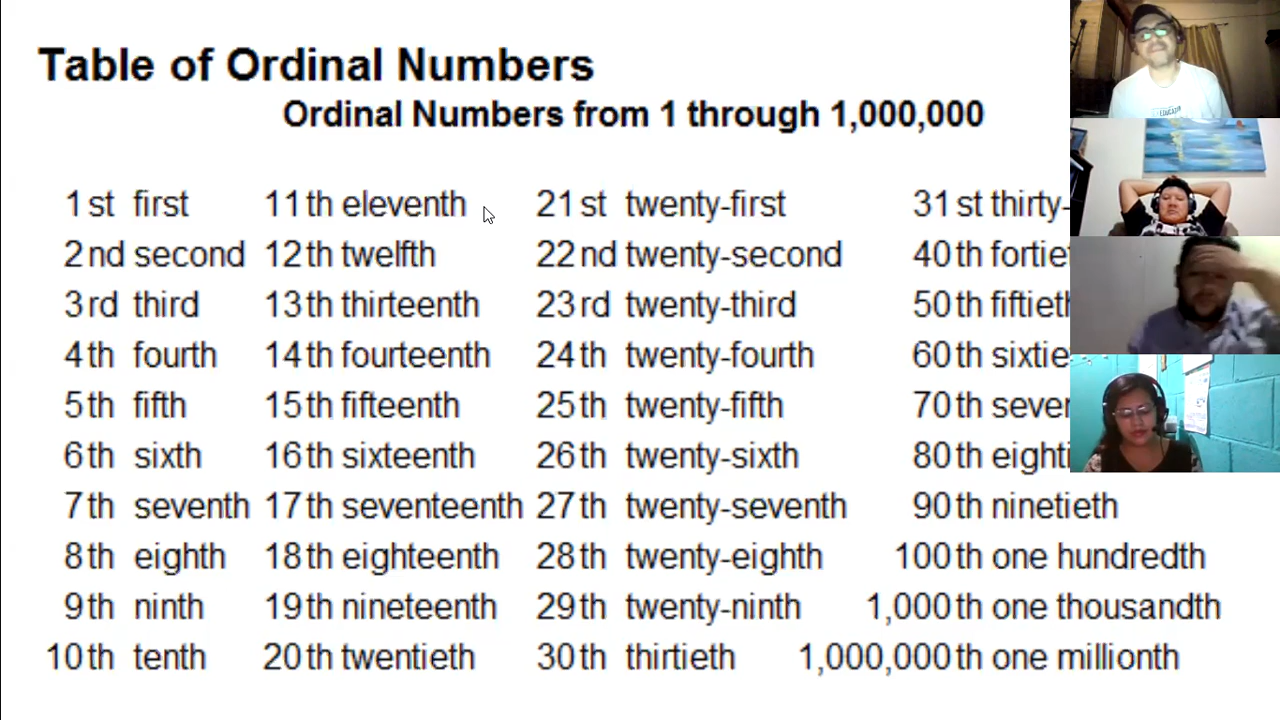 Table of Ordinal Numbers
Ordinal Numbers from 1 through 1,000,000
1st first 11th eleventh 21st twenty-first 31st thirty-
2nd second 12th twelfth 22nd twenty-second 40th
3rd third 13th thirteenth 23rd twenty-third 50th
4th fourth 14th fourteenth 24th twenty-fourth 60th
5th fifth 15th fifteenth 25th twenty-fifth 70th
6th sixth 16th sixteenth 26th twenty-sixth 80th
7th seventh 17th seventeenth 27th twenty-seventh 90th ninetieth
8th eighth 18th eighteenth 28th twenty-eighth 100th one hundredth
9th ninth 19th nineteenth 29th twenty-ninth 1,000th one thousandth
10th tenth 20th twentieth 30th thirtieth 1,000,000th one millionth